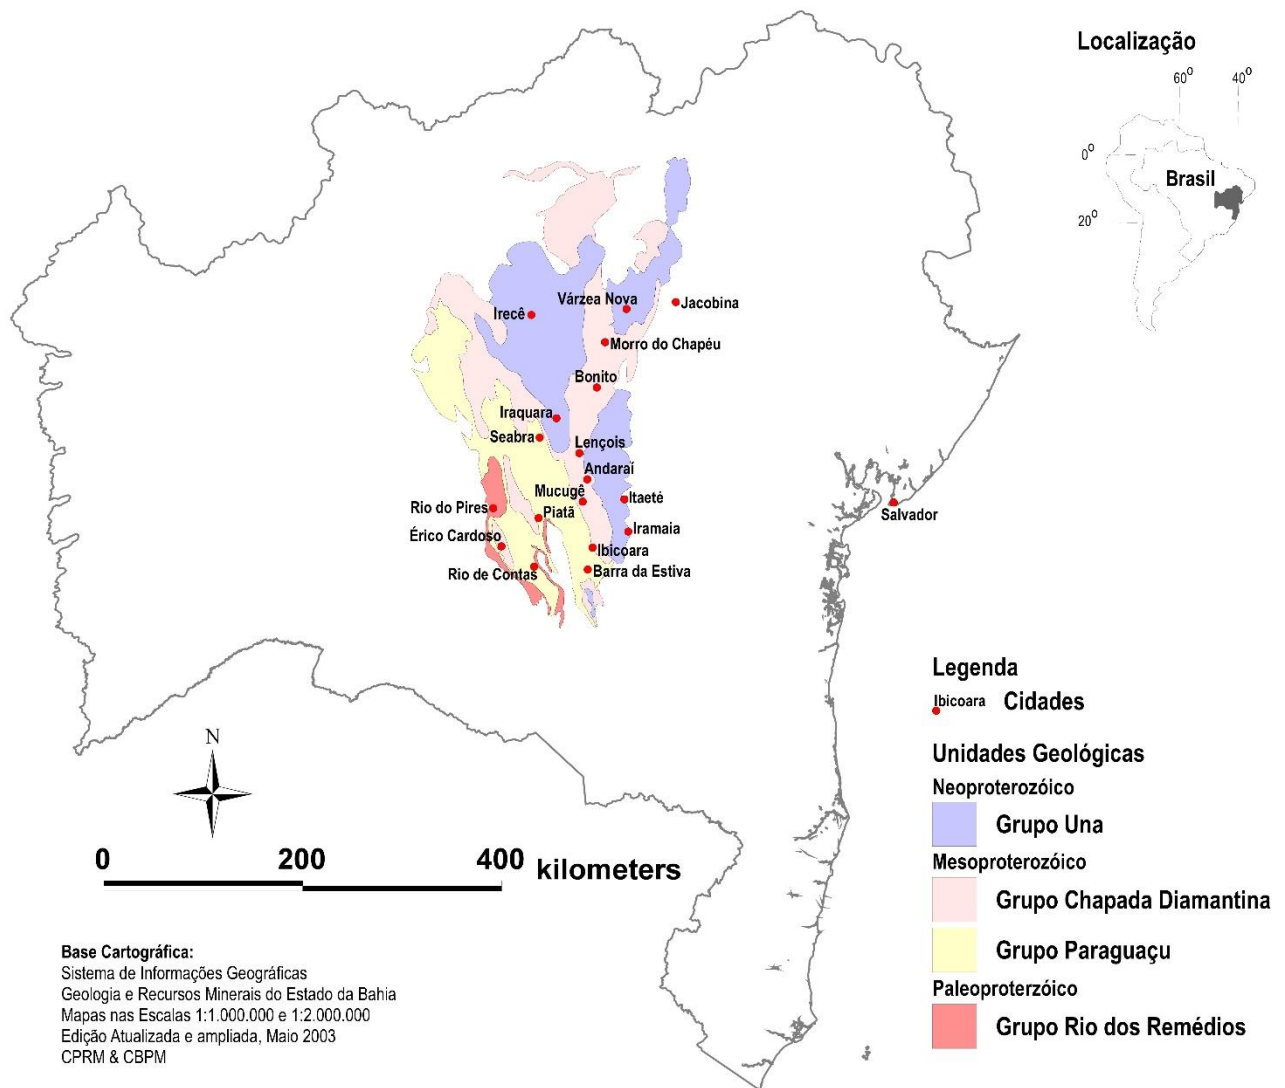 Localização
60º 40º
0º
Brasil
20º
Várzea Nova
Jacobina
Irecê
Morro do Chapéu
Bonito
Iraquara
Seabra
Lençois
Andaraí
Mucugê
Itaeté
Rio do Pires
Piatã
Salvador
Iramaia
Érico Cardoso
Ibicoara
Rio de Contas
Barra da Estiva
N
0 200 400 kilometers
Legenda
Ibicoara Cidades
Unidades Geológicas
Neoproterozóico
Grupo Una
Mesoproterozóico
Grupo Chapada Diamantina
Grupo Paraguaçu
Paleoproterzóico
Grupo Rio dos Remédios
Base Cartográfica:
Sistema de Informações Geográficas
Geologia e Recursos Minerais do Estado da Bahia
Mapas nas Escalas 1:1.000.000 e 1:2.000.000
Edição Atualizada e ampliada, Maio 2003
CPRM & CBPM